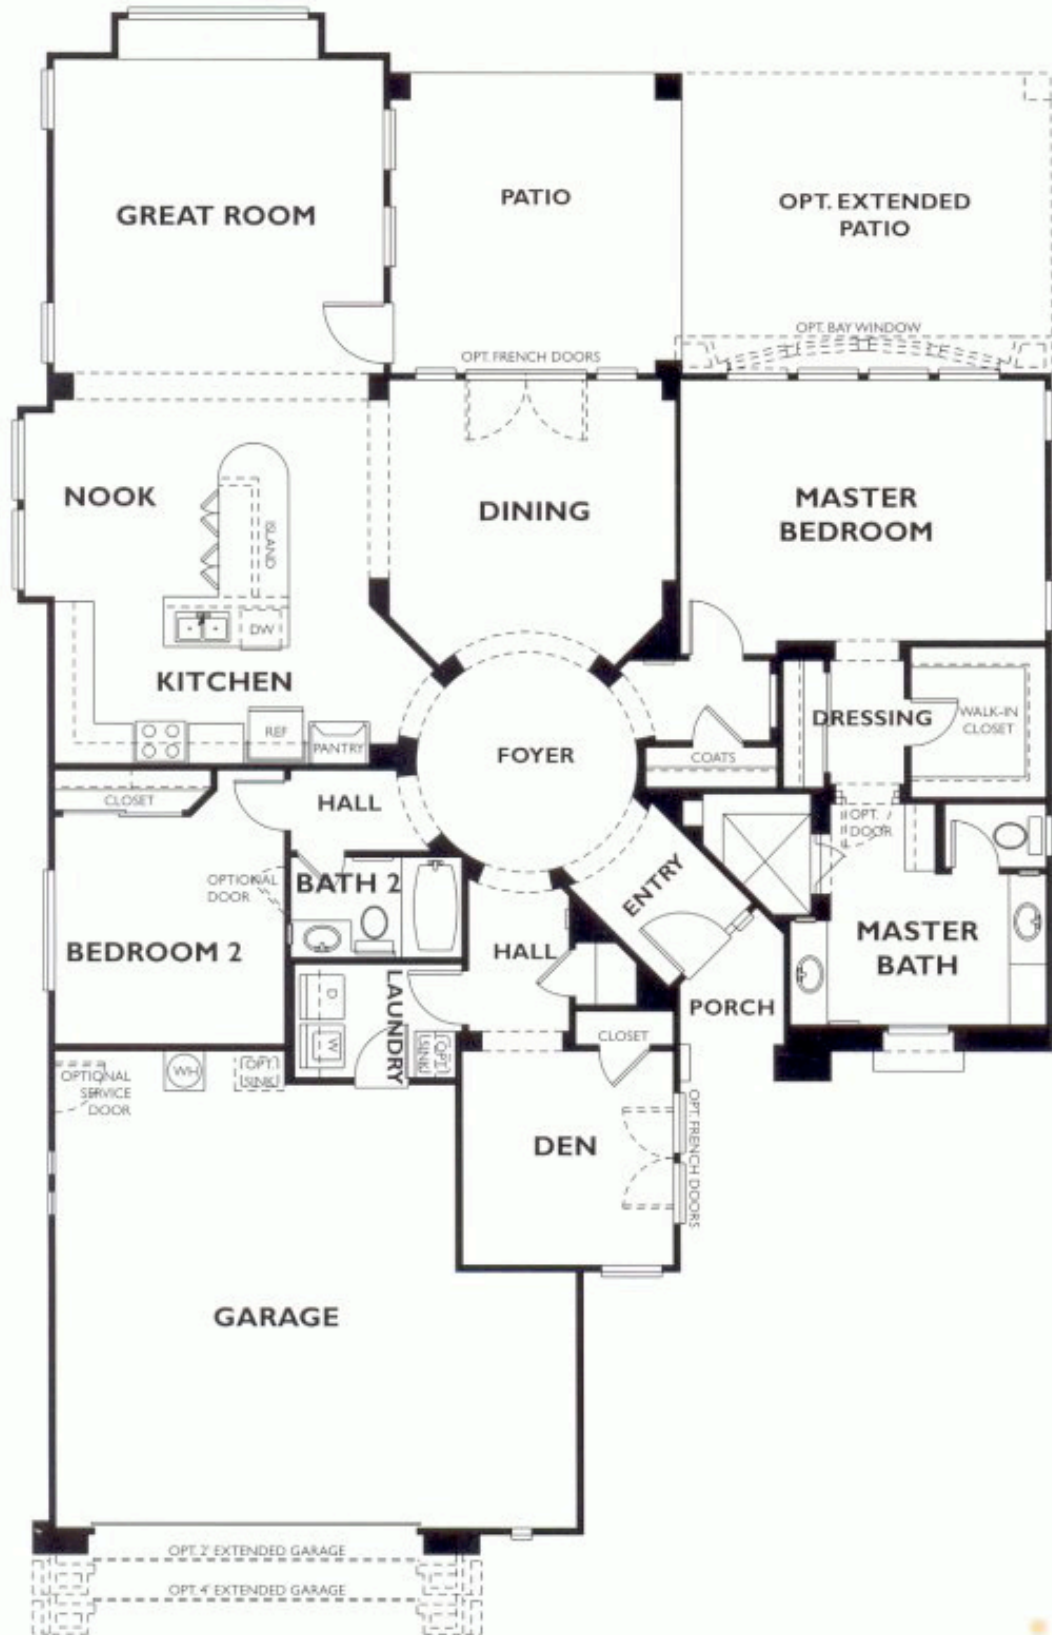 GREAT ROOM
PATIO
OPT. EXTENDED
PATIO
OPT. BAY WINDOW
OPT. FRENCH DOORS
NOOK
ISLAND
DINING
MASTER
BEDROOM
DW
KITCHEN
REF
PANTRY
FOYER
COATS
DRESSING
WALK-IN
CLOSET
CLOSET
HALL
OPT.
DOOR
OPTIONAL
DOOR
BATH 2
ENTRY
BEDROOM 2
HALL
MASTER
BATH
LAUNDRY
D
W
PORCH
CLOSET
OPT.
SINK
OPTIONAL
SERVICE
DOOR
WH
OPT.
SINK
DEN
OPT. FRENCH DOORS
GARAGE
OPT. 2' EXTENDED GARAGE
OPT. 4' EXTENDED GARAGE